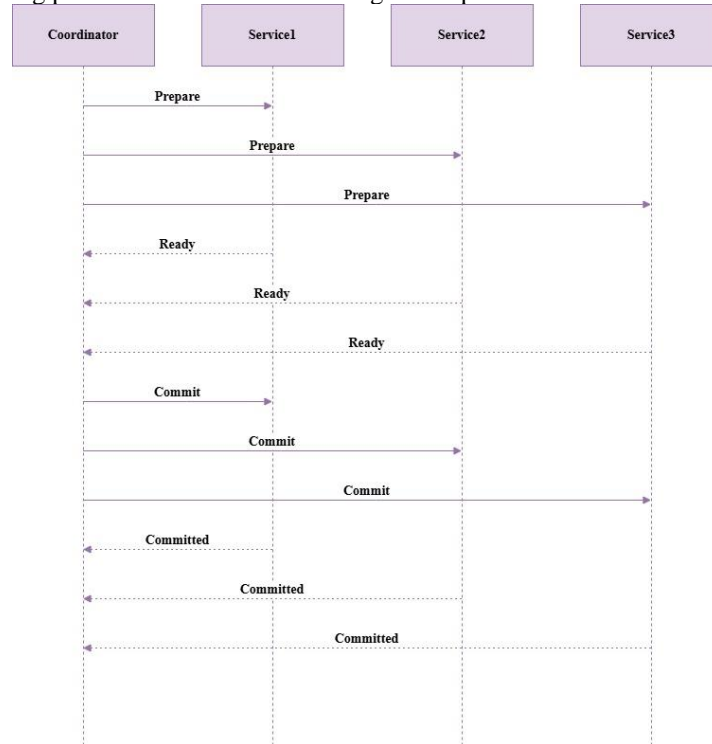 Coordinator Service1 Service2 Service3
Prepare
Prepare
Prepare
Ready
Ready
Ready
Commit
Commit
Commit
Committed
Committed
Committed